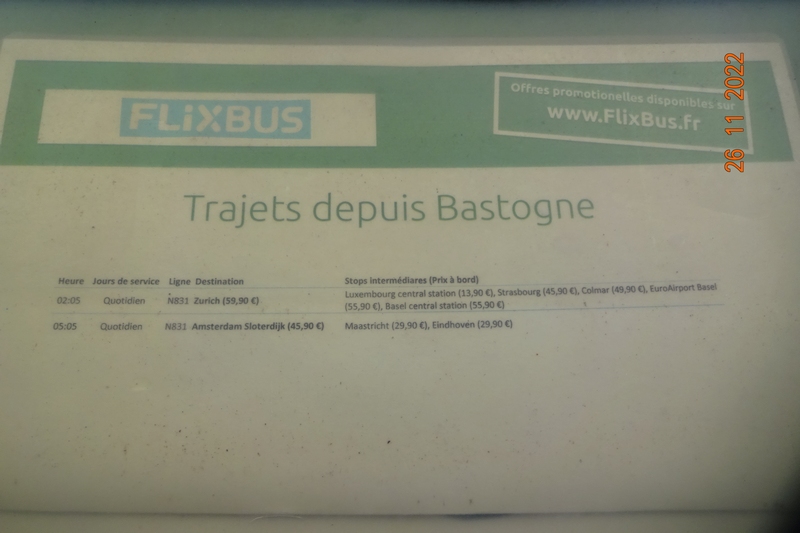 FLiXBUS
Offres promotionelles disponibles sur
www.FlixBus.fr
26 11 2022
Trajets depuis Bastogne
Heure Jours de service Ligne Destination Stops intermédiares (Prix à bord)
02:05 Quotidien N831 Zurich (59,90 €) Luxembourg central station (13,90 €), Strasbourg (45,90 €), Colmar (49,90 €), EuroAirport Basel
(55,90 €), Basel central station (55,90 €)
05:05 Quotidien N831 Amsterdam Sloterdijk (45,90 €) Maastricht (29,90 €), Eindhoven (29,90 €)